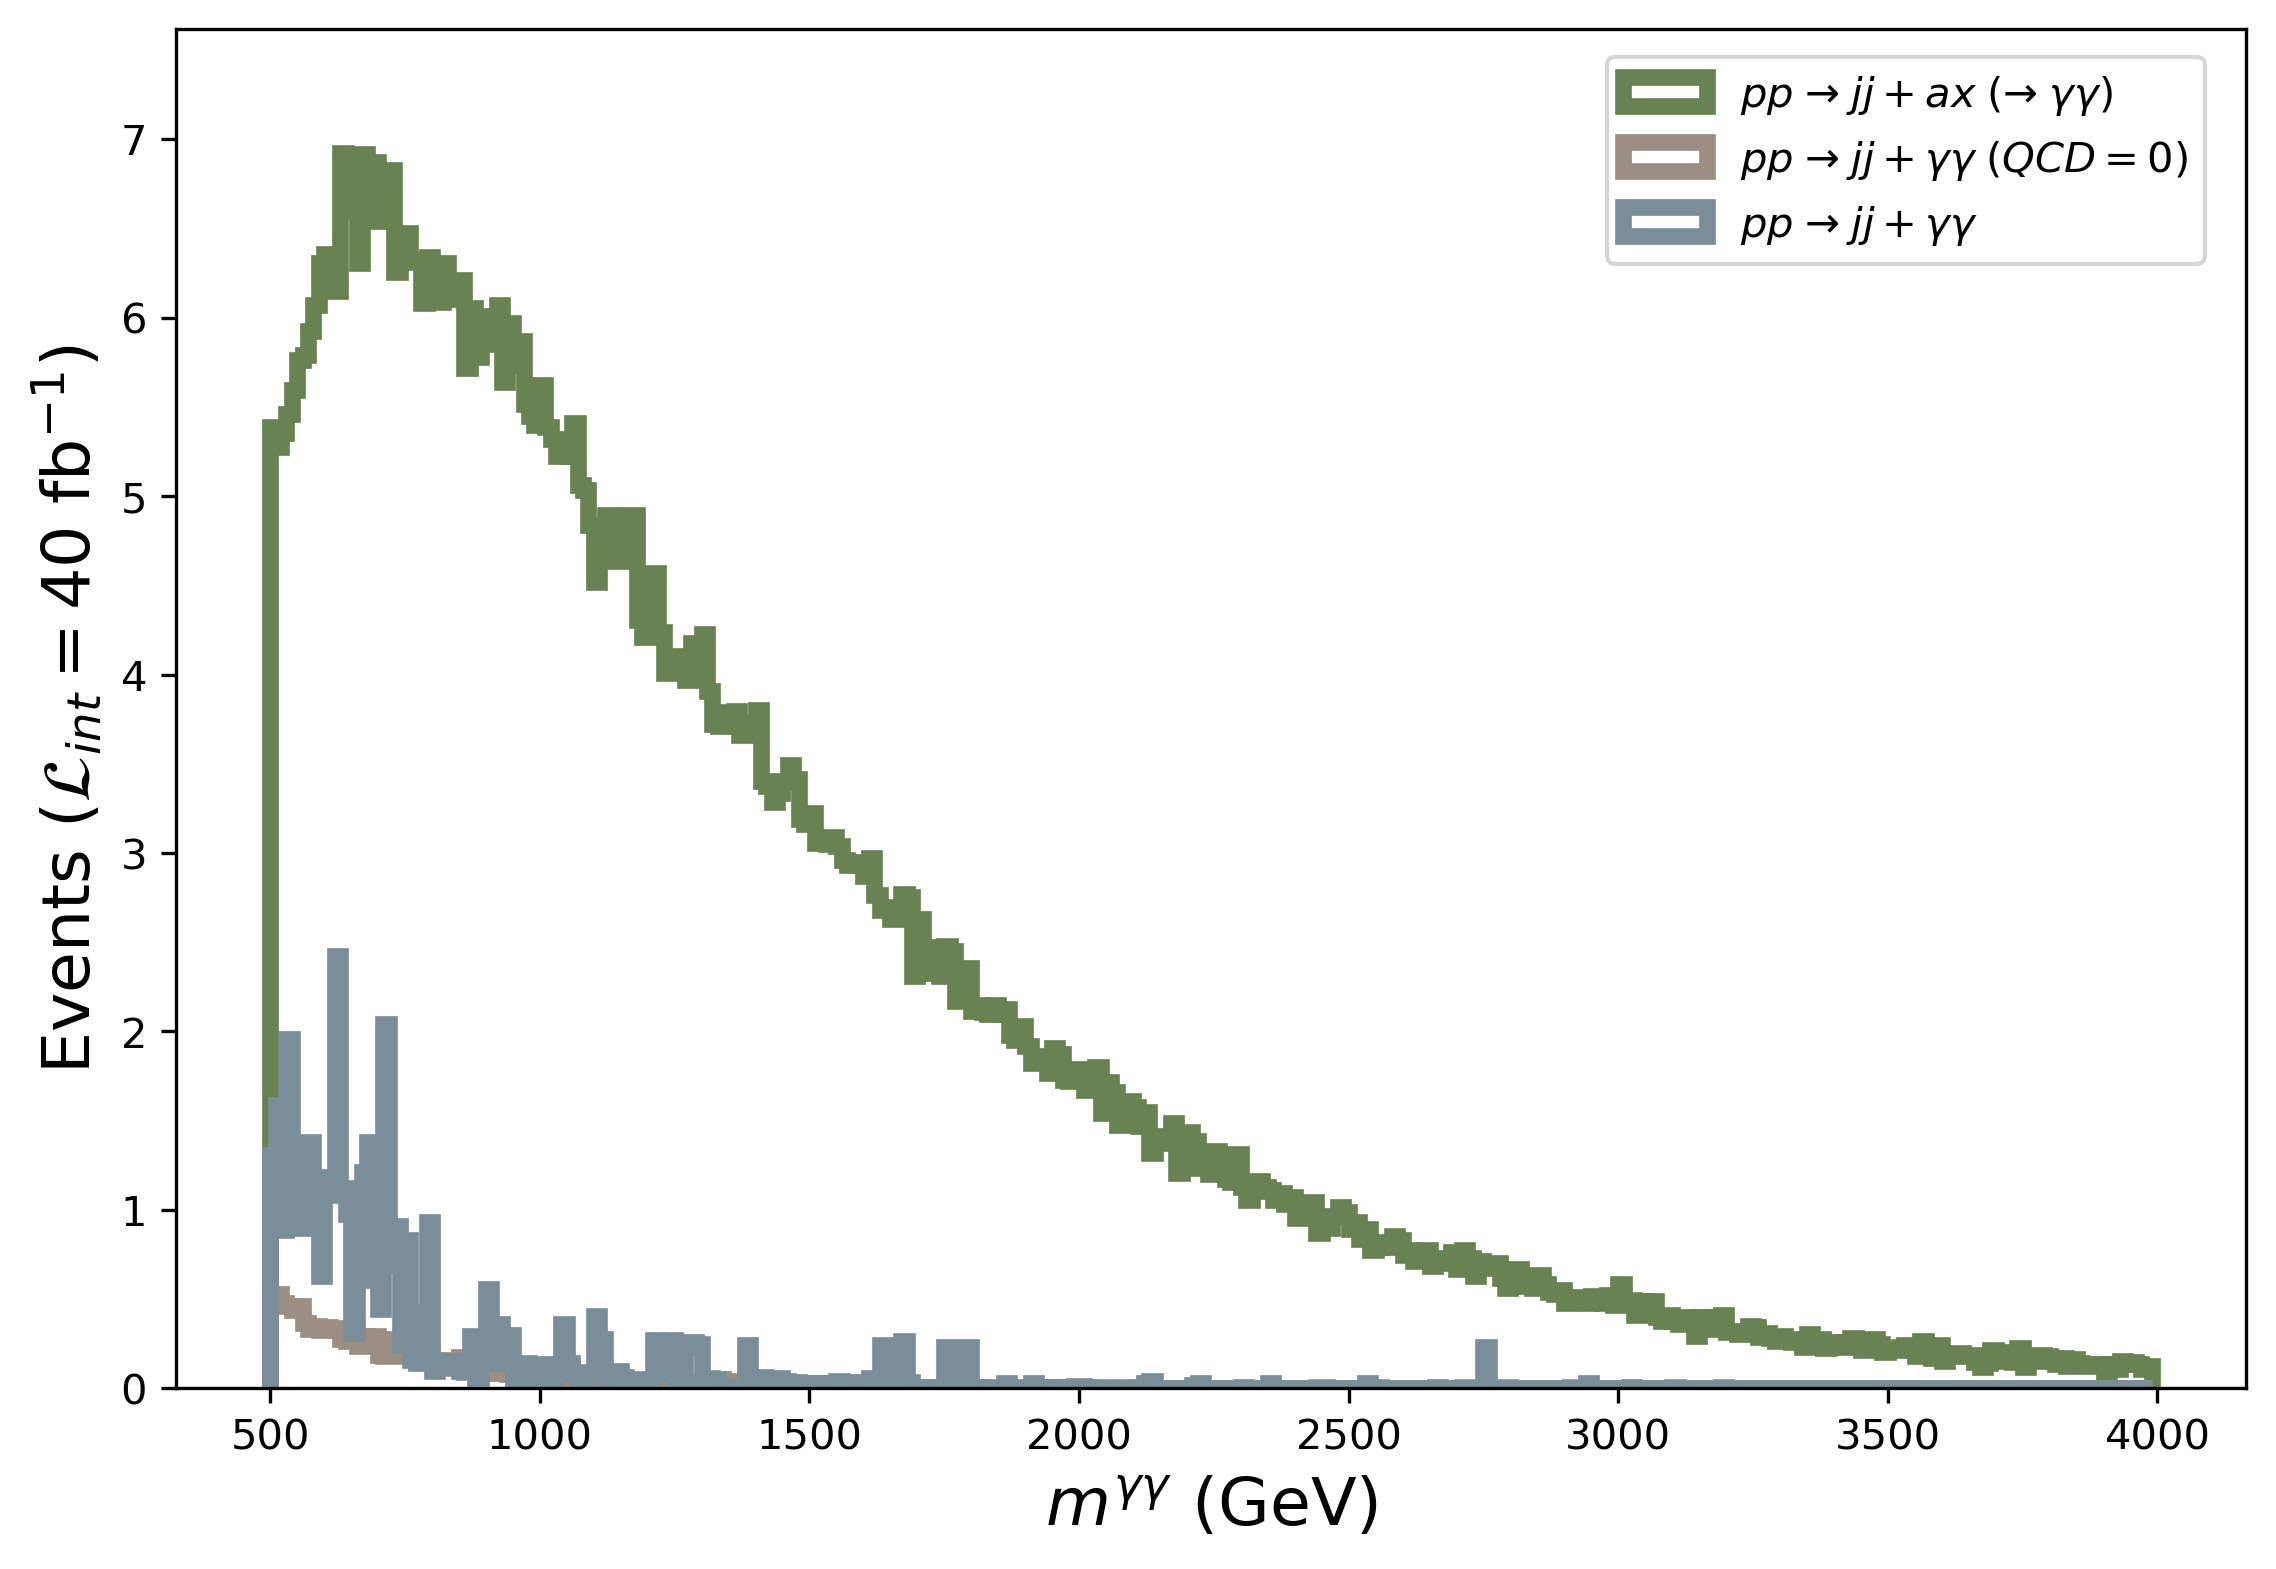 pp → jj + ax (→ γγ)
pp → jj + γγ (QCD = 0)
pp → jj + γγ
Events (ℒ_int = 40 fb⁻¹)
7
6
5
4
3
2
1
0
500 1000 1500 2000 2500 3000 3500 4000
m^γγ (GeV)